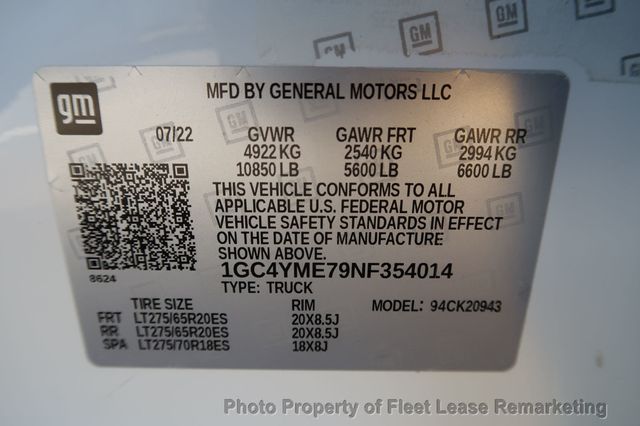 GM
GM
GM
GM
gm
MFD BY GENERAL MOTORS LLC
07/22 GVWR GAWR FRT GAWR RR
4922 KG 2540 KG 2994 KG
10850 LB 5600 LB 6600 LB
THIS VEHICLE CONFORMS TO ALL
APPLICABLE U.S. FEDERAL MOTOR
VEHICLE SAFETY STANDARDS IN EFFECT
ON THE DATE OF MANUFACTURE
SHOWN ABOVE.
8624 1GC4YME79NF354014
TYPE: TRUCK
TIRE SIZE RIM MODEL: 94CK20943
FRT LT275/65R20ES 20X8.5J
RR LT275/65R20ES 20X8.5J
SPA LT275/70R18ES 18X8J
Photo Property of Fleet Lease Remarketing